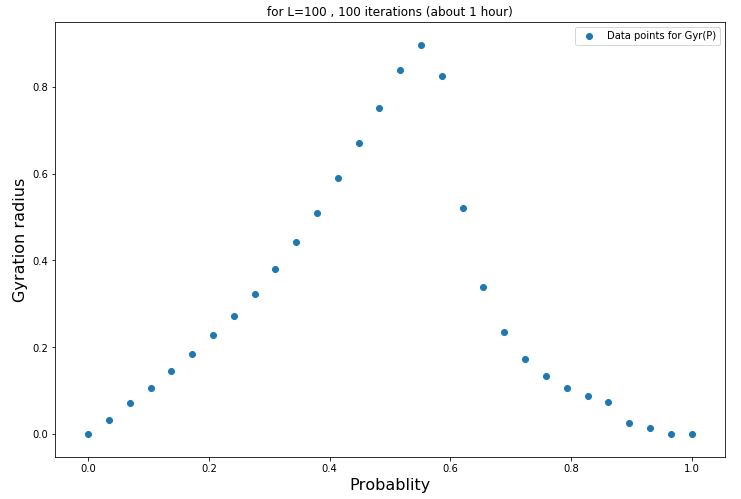 for L=100 , 100 iterations (about 1 hour)
Data points for Gyr(P)
Gyration radius
0.8
0.6
0.4
0.2
0.0
0.0 0.2 0.4 0.6 0.8 1.0
Probablity